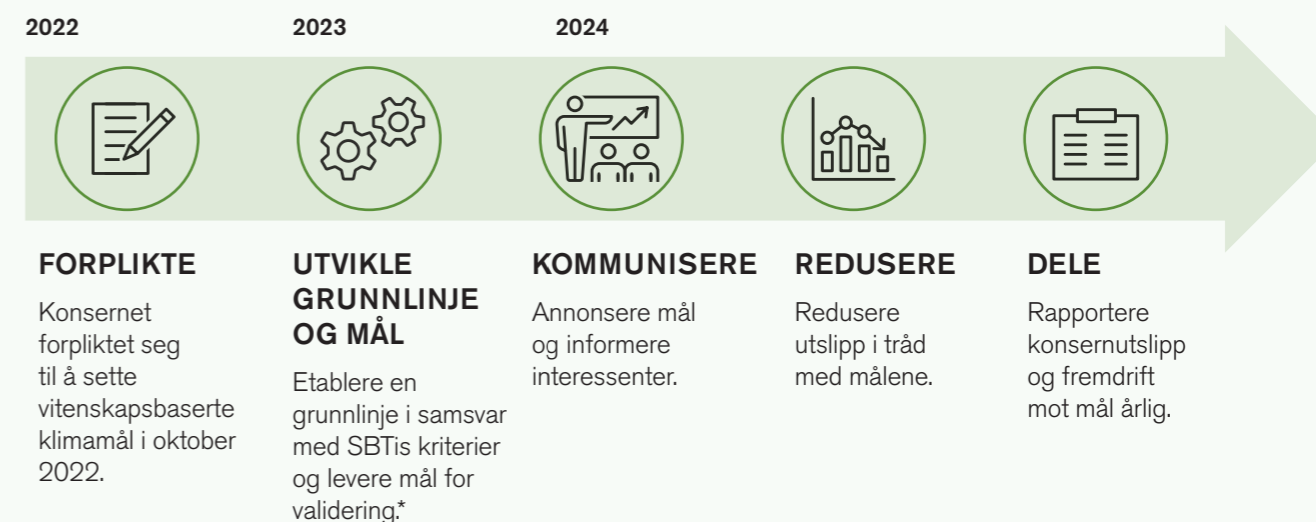 2022
2023
2024
FORPLIKTE
Konsernet
forpliktet seg
til å sette
vitenskapsbaserte
klimamål i oktober
2022.
UTVIKLE
GRUNNLINJE
OG MÅL
Etablere en
grunnlinje i samsvar
med SBTis kriterier
og levere mål for
validering.*
KOMMUNISERE
Annonsere mål
og informere
interessenter.
REDUSERE
Redusere
utslipp i tråd
med målene.
DELE
Rapportere
konsernutslipp
og fremdrift
mot mål årlig.